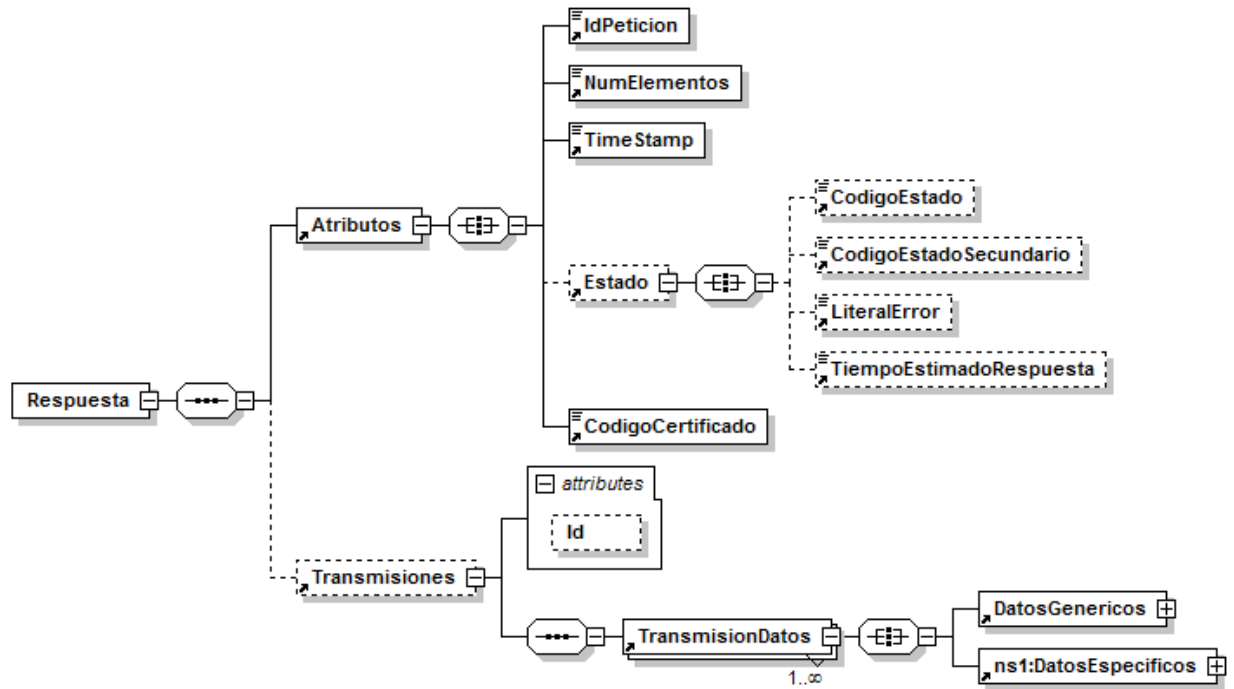 IdPeticion
NumElementos
TimeStamp
Atributos
CodigoEstado
CodigoEstadoSecundario
Estado
LiteralError
TiempoEstimadoRespuesta
Respuesta
CodigoCertificado
attributes
Id
Transmisiones
DatosGenericos
TransmisionDatos
1..∞
ns1:DatosEspecificos